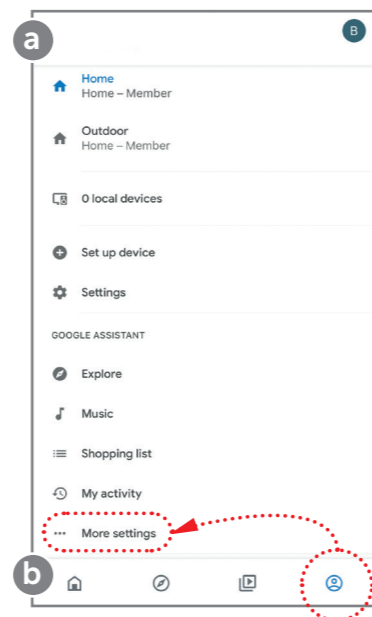 a
B
Home
Home – Member
Outdoor
Home – Member
0 local devices
Set up device
Settings
GOOGLE ASSISTANT
Explore
Music
Shopping list
My activity
More settings
b